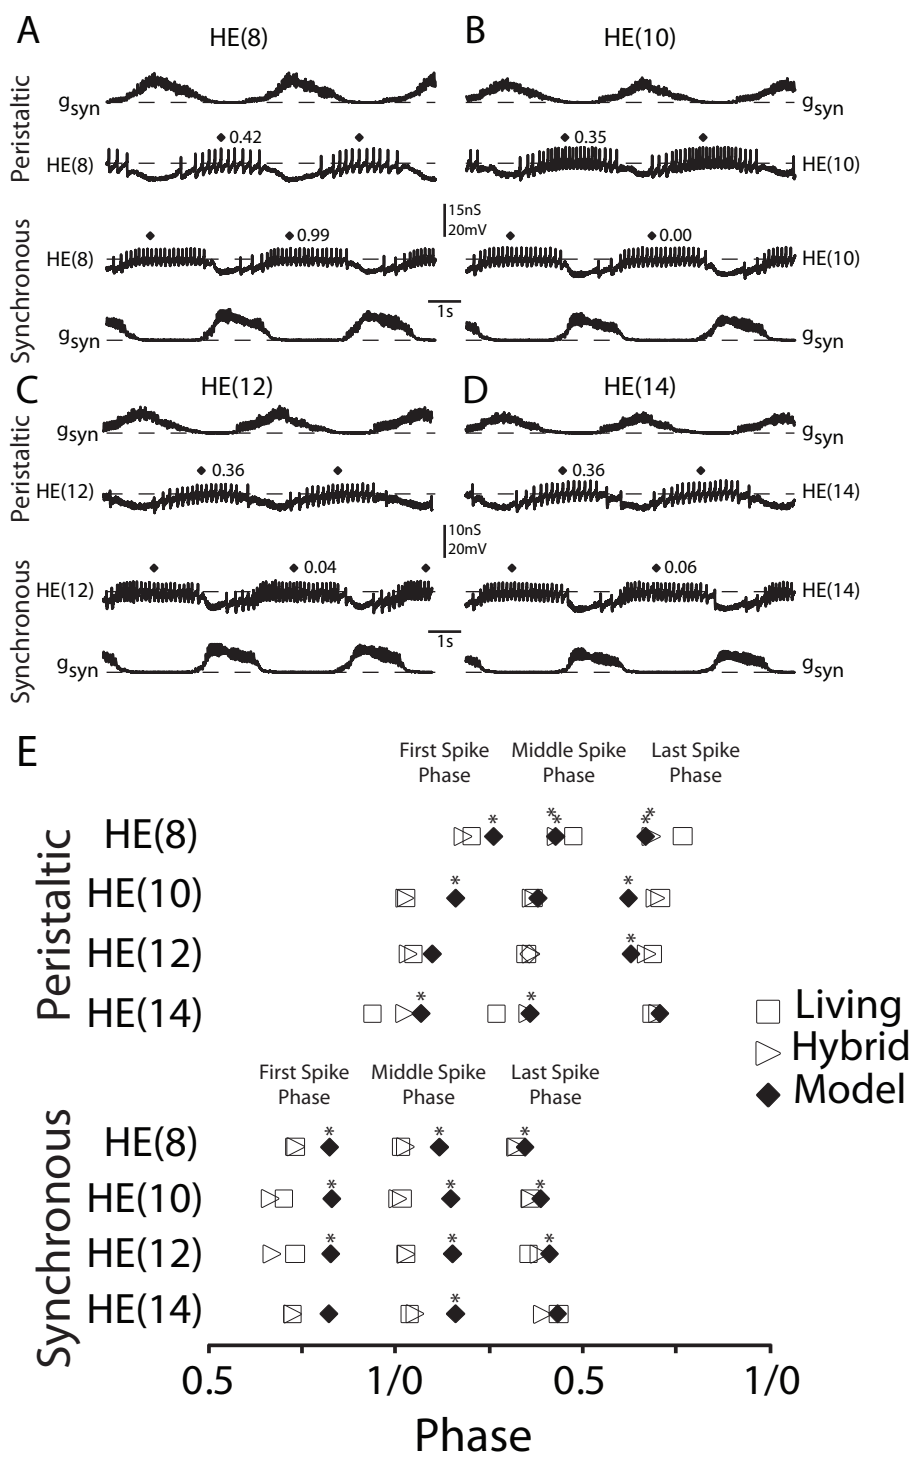 A
HE(8)
B
HE(10)
Peristaltic
gsyn
gsyn
0.42
0.35
HE(8)
HE(10)
15nS
20mV
Synchronous
0.99
0.00
HE(8)
HE(10)
1s
gsyn
gsyn
C
HE(12)
D
HE(14)
Peristaltic
gsyn
gsyn
0.36
0.36
HE(12)
HE(14)
10nS
20mV
Synchronous
0.04
0.06
HE(12)
HE(14)
1s
gsyn
gsyn
E
First Spike
Phase
Middle Spike
Phase
Last Spike
Phase
Peristaltic
HE(8)
* ** **
HE(10)
* *
HE(12)
*
HE(14)
* *
Living
Hybrid
Model
First Spike
Phase
Middle Spike
Phase
Last Spike
Phase
Synchronous
HE(8)
* * *
HE(10)
* * *
HE(12)
* * *
HE(14)
*
0.5 1/0 0.5 1/0
Phase